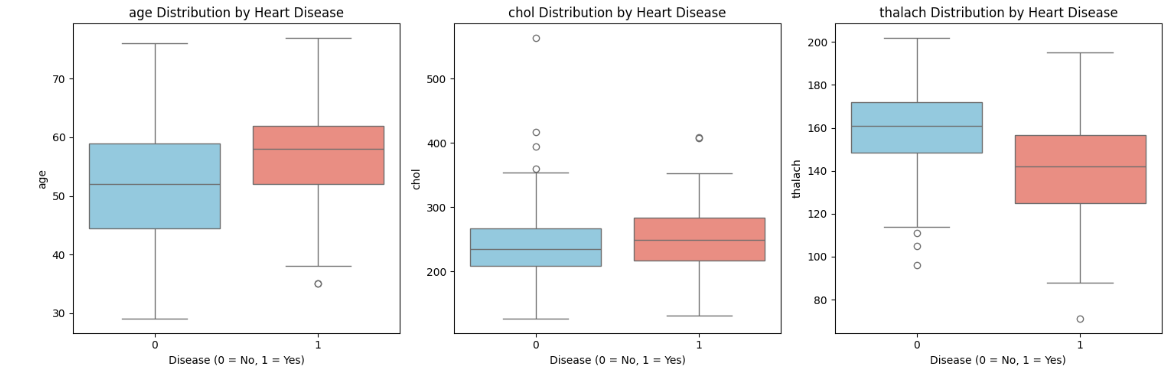 age Distribution by Heart Disease
age
70
60
50
40
30
0
1
Disease (0 = No, 1 = Yes)
chol Distribution by Heart Disease
chol
500
400
300
200
0
1
Disease (0 = No, 1 = Yes)
thalach Distribution by Heart Disease
thalach
200
180
160
140
120
100
80
0
1
Disease (0 = No, 1 = Yes)